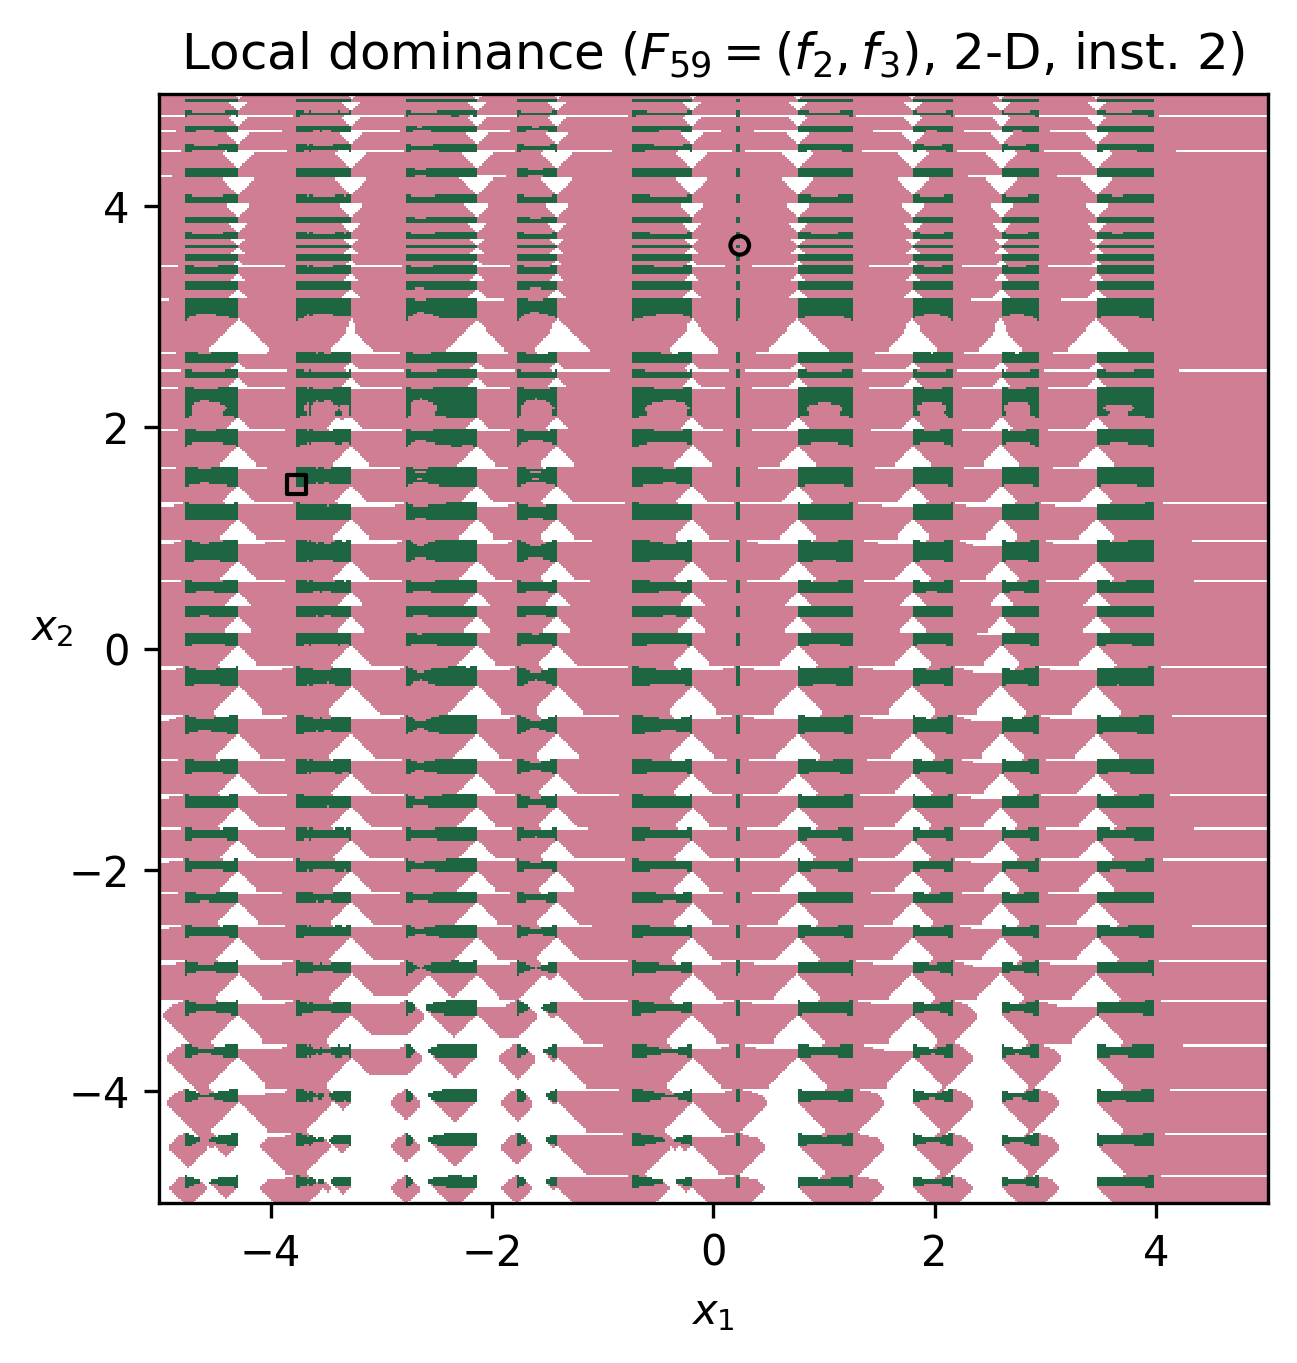 Local dominance (F₅₉ = (f₂, f₃), 2-D, inst. 2)
4
2
x₂
0
−2
−4
−4 −2 0 2 4
x₁